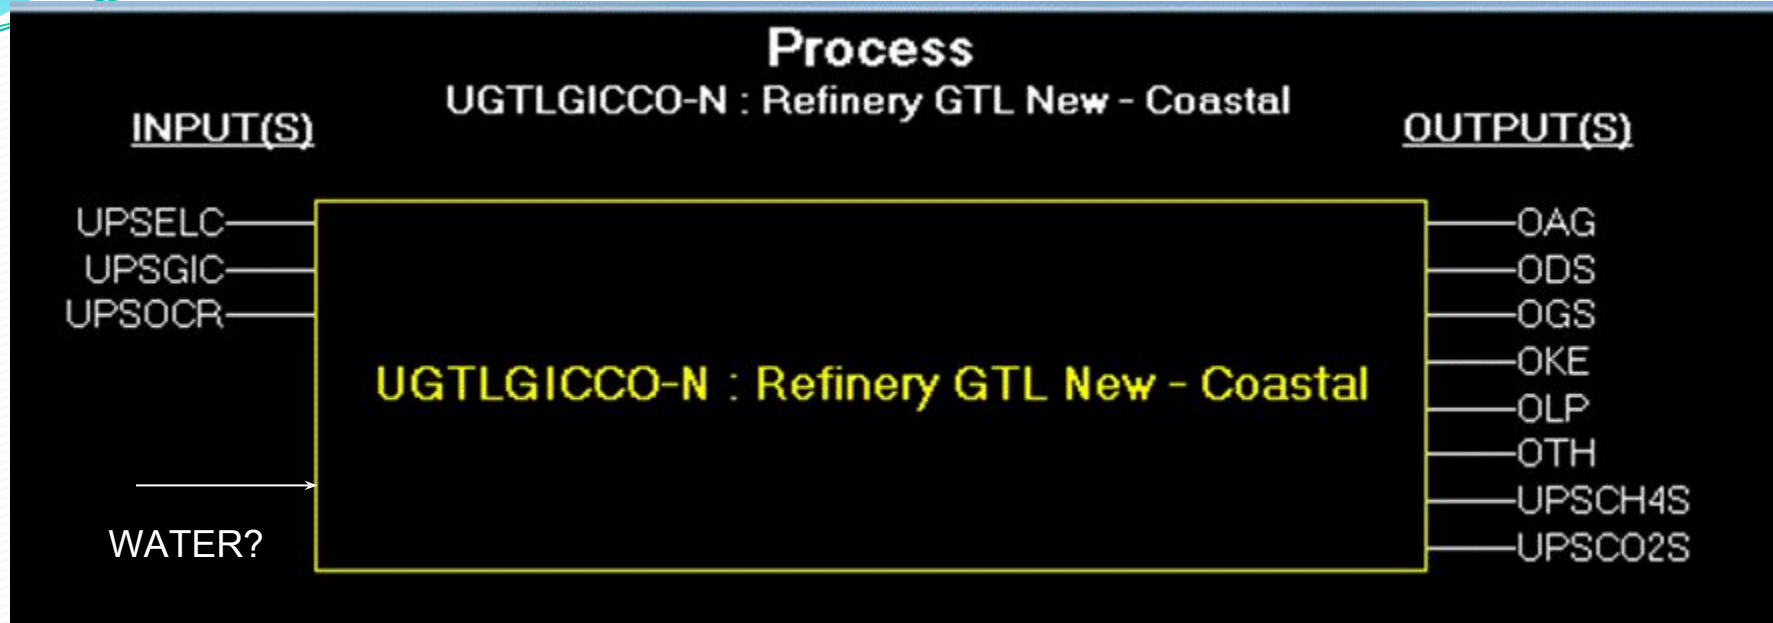 Process
UGTLGICCO-N : Refinery GTL New - Coastal
INPUT(S)
OUTPUT(S)
UPSELC
UPSGIC
UPSOCR
WATER?
UGTLGICCO-N : Refinery GTL New - Coastal
OAG
ODS
OGS
OKE
OLP
OTH
UPSCH4S
UPSCO2S